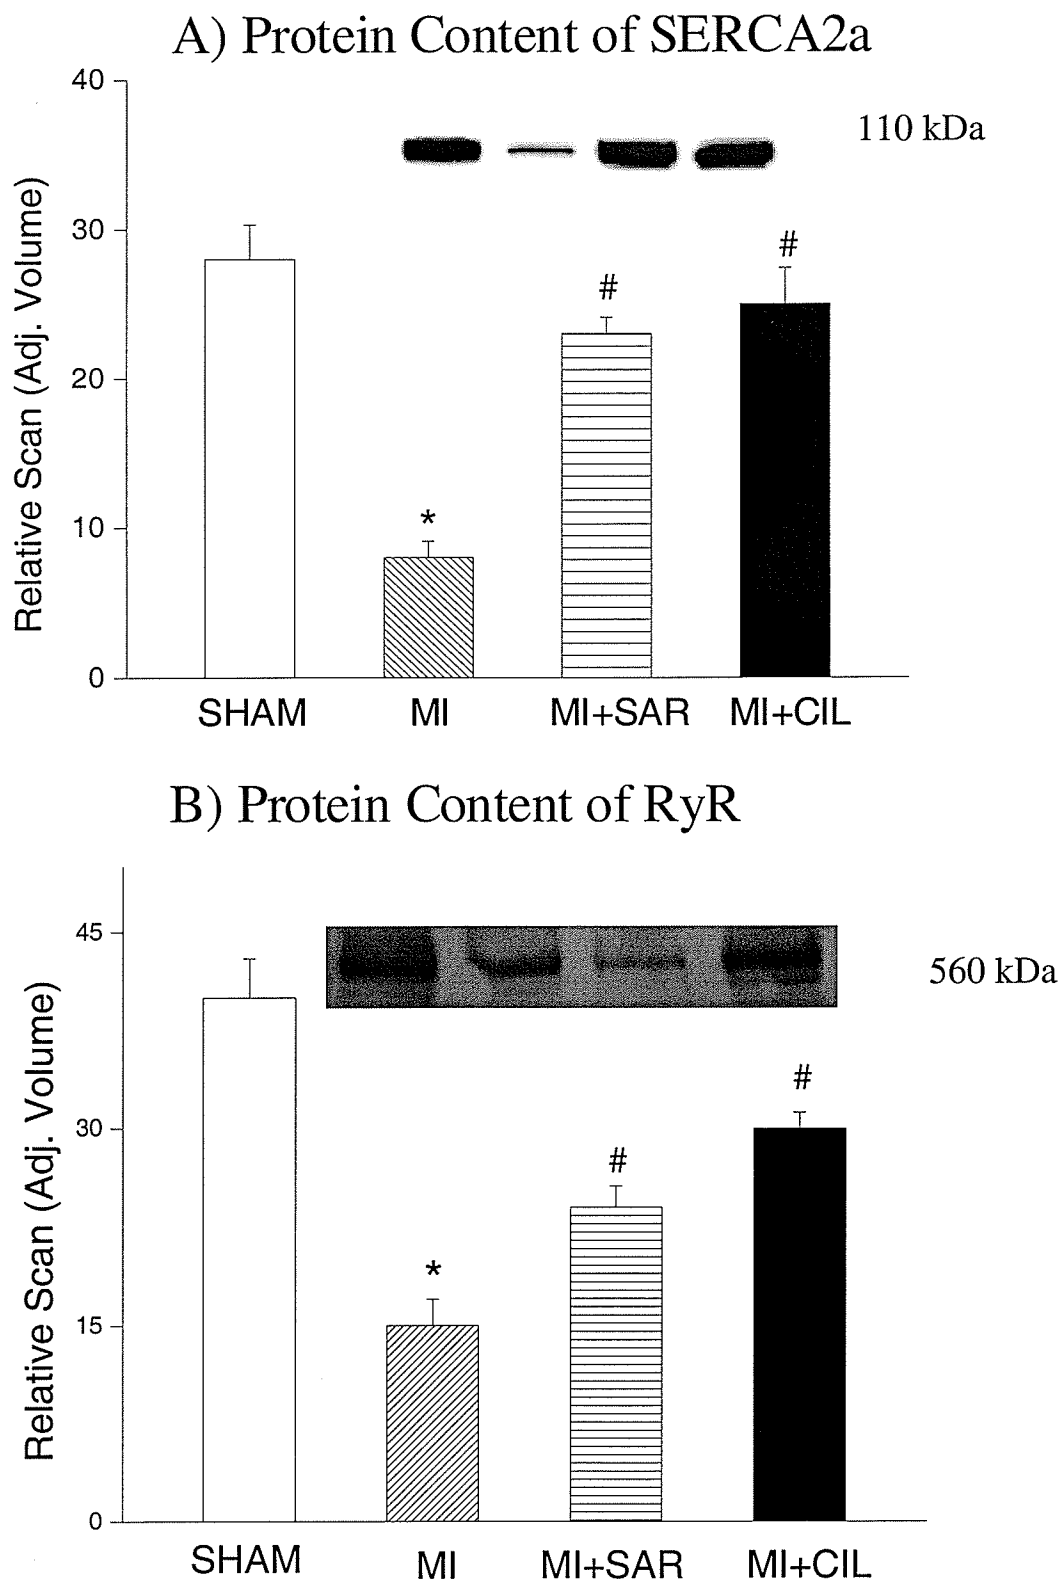 A) Protein Content of SERCA2a
40
30
20
10
0
Relative Scan (Adj. Volume)
110 kDa
*
#
#
SHAM MI MI+SAR MI+CIL
B) Protein Content of RyR
45
30
15
0
Relative Scan (Adj. Volume)
560 kDa
*
#
#
SHAM MI MI+SAR MI+CIL